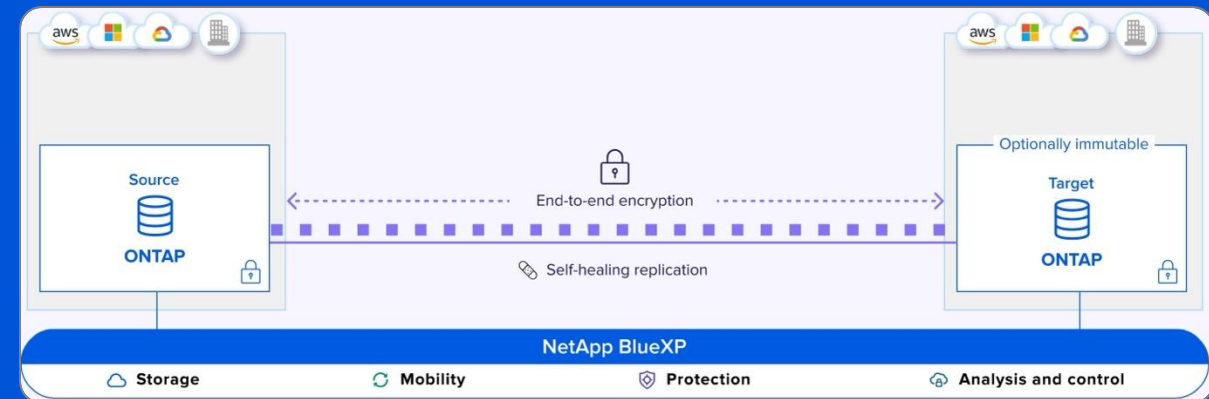 aws
aws
Optionally immutable
Source
Target
End-to-end encryption
ONTAP
ONTAP
Self-healing replication
NetApp BlueXP
Storage
Mobility
Protection
Analysis and control